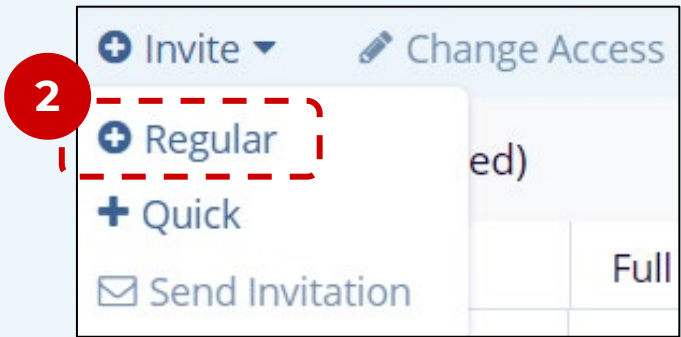 Invite Change Access
2
Regular
ed)
Quick
Full
Send Invitation